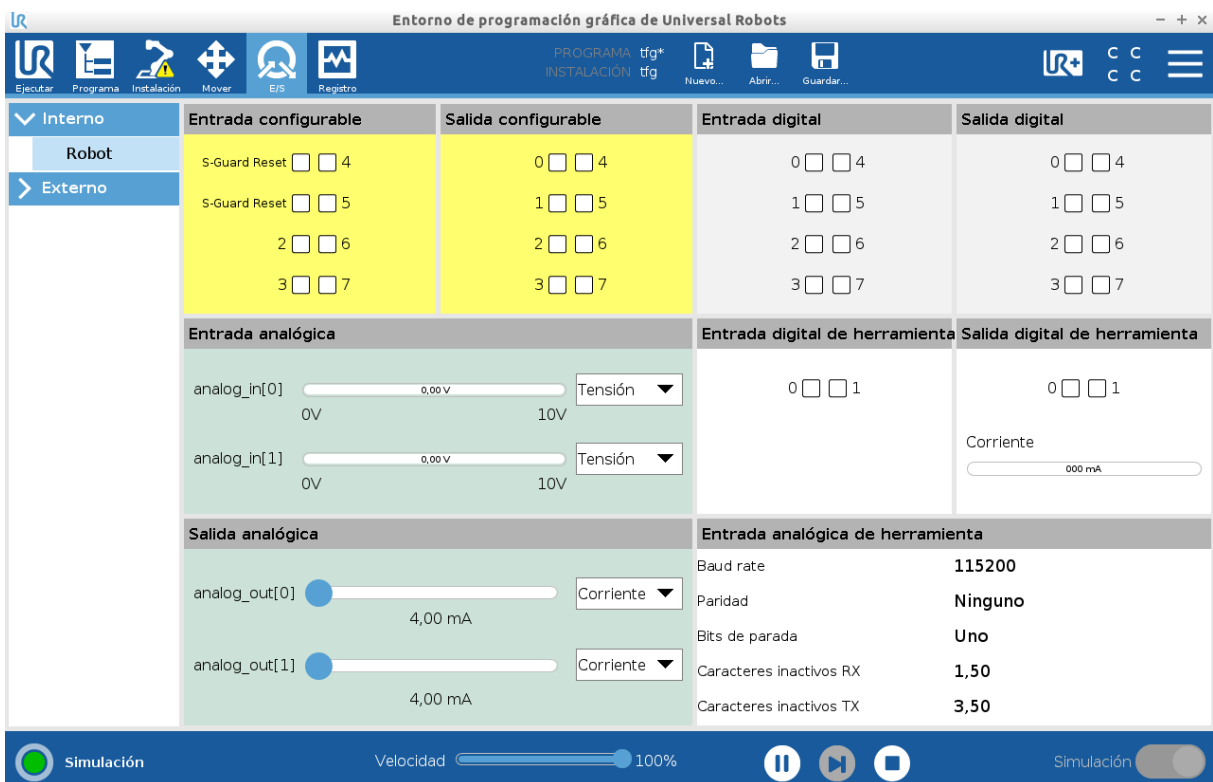 Entorno de programación gráfica de Universal Robots
PROGRAMA tfg*
INSTALACIÓN tfg
Ejecutar Programa Instalación Mover E/S Registro Nuevo... Abrir... Guardar...
UR+
C C
C C
Interno
Robot
Externo
Entrada configurable Salida configurable Entrada digital Salida digital
S-Guard Reset 4 0 4 0 4 0 4
S-Guard Reset 5 1 5 1 5 1 5
2 6 2 6 2 6 2 6
3 7 3 7 3 7 3 7
Entrada analógica
analog_in[0] 0,00 V Tensión
0V 10V
analog_in[1] 0,00 V Tensión
0V 10V
Entrada digital de herramienta Salida digital de herramienta
0 1 0 1
Corriente
000 mA
Salida analógica
analog_out[0] Corriente
4,00 mA
analog_out[1] Corriente
4,00 mA
Entrada analógica de herramienta
Baud rate 115200
Paridad Ninguno
Bits de parada Uno
Caracteres inactivos RX 1,50
Caracteres inactivos TX 3,50
Simulación Velocidad 100% Simulación